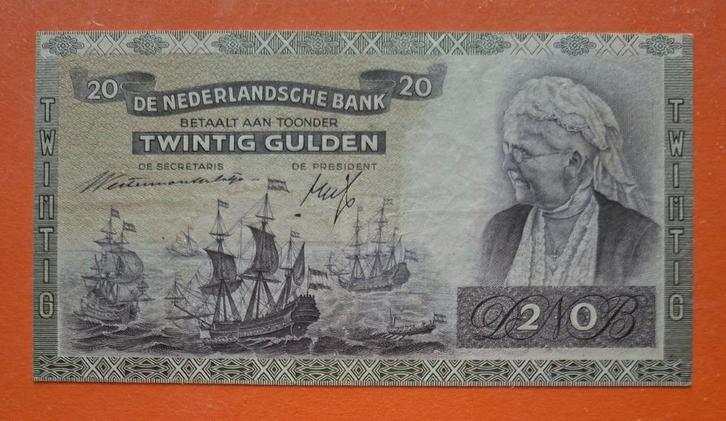 20 20
DE NEDERLANDSCHE BANK
BETAALT AAN TOONDER
TWINTIG GULDEN
DE SECRETARIS DE PRESIDENT
TWINTIG
TWINTIG
DNB
20